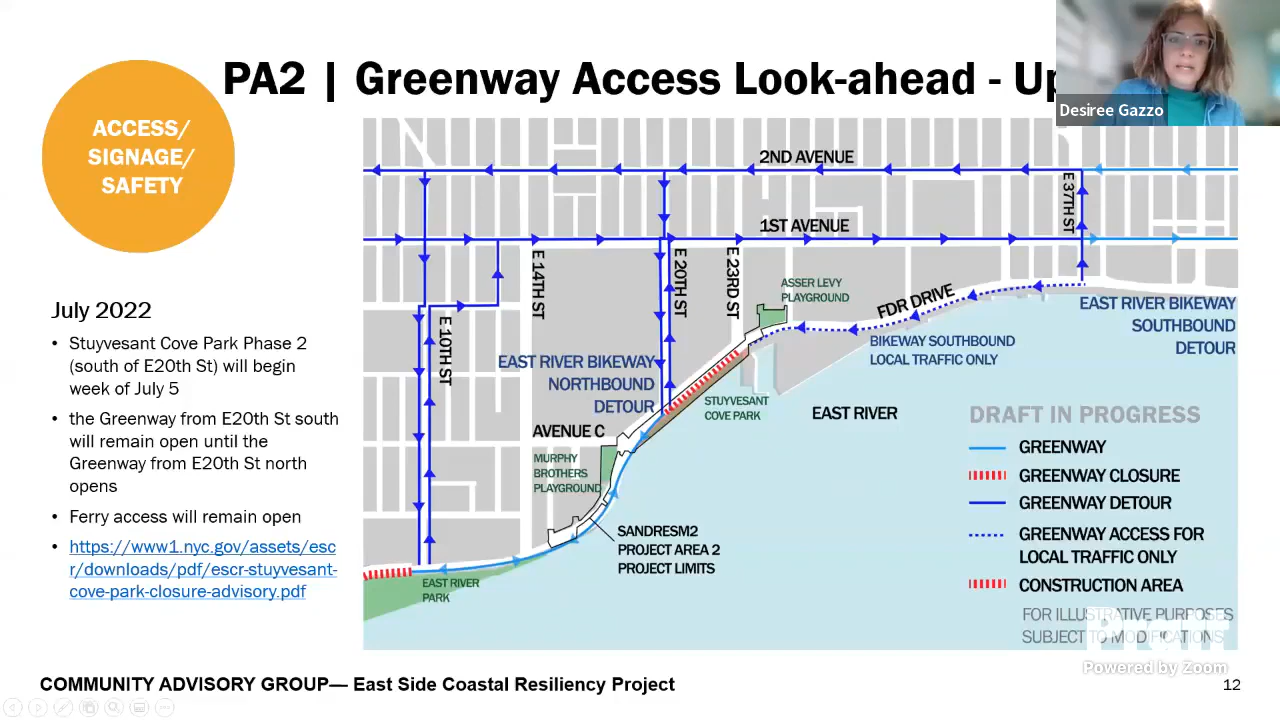 PA2 | Greenway Access Look-ahead - Up
Desiree Gazzo
ACCESS/
SIGNAGE/
SAFETY
July 2022
• Stuyvesant Cove Park Phase 2
(south of E20th St) will begin
week of July 5
• the Greenway from E20th St south
will remain open until the
Greenway from E20th St north
opens
• Ferry access will remain open
• https://www1.nyc.gov/assets/esc
r/downloads/pdf/escr-stuyvesant-
cove-park-closure-advisory.pdf
2ND AVENUE
1ST AVENUE
E 37TH ST
E 14TH ST
E 20TH ST
E 23RD ST
E 10TH ST
ASSER LEVY
PLAYGROUND
FDR DRIVE
EAST RIVER BIKEWAY
SOUTHBOUND
DETOUR
BIKEWAY SOUTHBOUND
LOCAL TRAFFIC ONLY
EAST RIVER BIKEWAY
NORTHBOUND
DETOUR
STUYVESANT
COVE PARK
EAST RIVER
AVENUE C
MURPHY
BROTHERS
PLAYGROUND
SANDRESM2
PROJECT AREA 2
PROJECT LIMITS
EAST RIVER
PARK
DRAFT IN PROGRESS
GREENWAY
GREENWAY CLOSURE
GREENWAY DETOUR
GREENWAY ACCESS FOR
LOCAL TRAFFIC ONLY
CONSTRUCTION AREA
FOR ILLUSTRATIVE PURPOSES
SUBJECT TO MODIFICATIONS
Powered by Zoom
COMMUNITY ADVISORY GROUP— East Side Coastal Resiliency Project
12